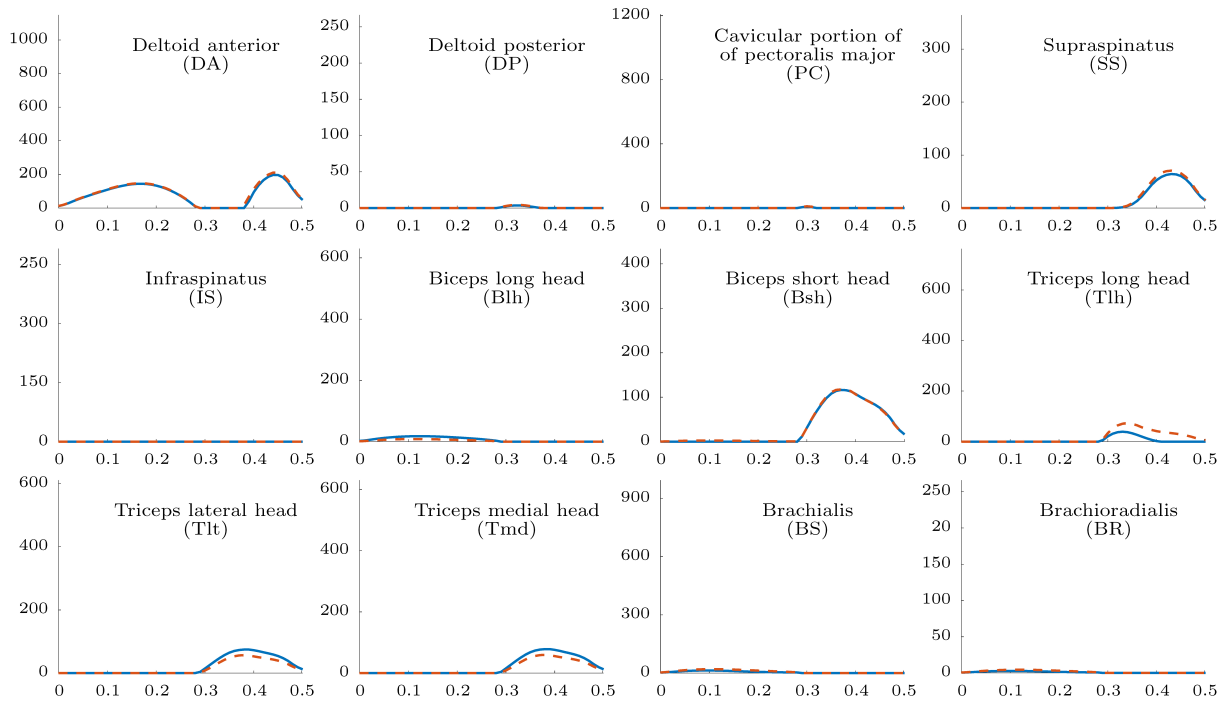 Deltoid anterior
(DA)
1000
800
600
400
200
0
0 0.1 0.2 0.3 0.4 0.5
Deltoid posterior
(DP)
250
200
150
100
50
0
0 0.1 0.2 0.3 0.4 0.5
Cavicular portion of
of pectoralis major
(PC)
1200
800
400
0
0 0.1 0.2 0.3 0.4 0.5
Supraspinatus
(SS)
300
200
100
0
0 0.1 0.2 0.3 0.4 0.5
Infraspinatus
(IS)
250
300
150
0
0 0.1 0.2 0.3 0.4 0.5
Biceps long head
(Blh)
600
400
200
0
0 0.1 0.2 0.3 0.4 0.5
Biceps short head
(Bsh)
400
300
200
100
0
0 0.1 0.2 0.3 0.4 0.5
Triceps long head
(Tlh)
600
400
200
0
0 0.1 0.2 0.3 0.4 0.5
Triceps lateral head
(Tlt)
600
400
200
0
0 0.1 0.2 0.3 0.4 0.5
Triceps medial head
(Tmd)
600
400
200
0
0 0.1 0.2 0.3 0.4 0.5
Brachialis
(BS)
900
600
300
0
0 0.1 0.2 0.3 0.4 0.5
Brachioradialis
(BR)
250
20
150
100
50
0
0 0.1 0.2 0.3 0.4 0.5